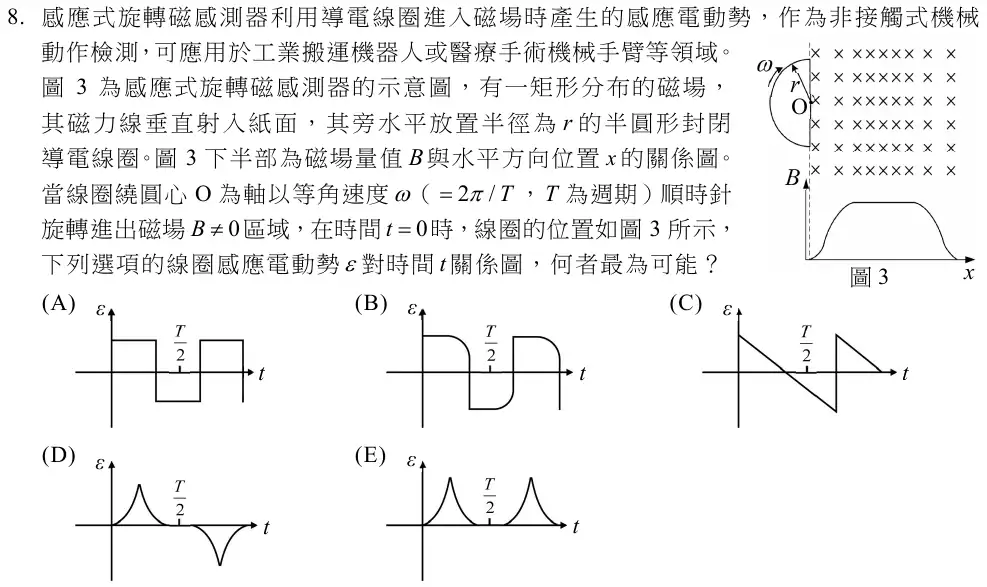 8. 感應式旋轉磁感測器利用導電線圈進入磁場時產生的感應電動勢，作為非接觸式機械
動作檢測，可應用於工業搬運機器人或醫療手術機械手臂等領域。
圖 3 為感應式旋轉磁感測器的示意圖，有一矩形分布的磁場，
其磁力線垂直射入紙面，其旁水平放置半徑為 r 的半圓形封閉
導電線圈。圖 3 下半部為磁場量值 B 與水平方向位置 x 的關係圖。
當線圈繞圓心 O 為軸以等角速度 ω（ = 2π / T ，T 為週期）順時針
旋轉進出磁場 B ≠ 0 區域，在時間 t = 0 時，線圈的位置如圖 3 所示，
下列選項的線圈感應電動勢 ε 對時間 t 關係圖，何者最為可能？
× × ××××× × ×
× × ××××× × ×
× × ××××× × ×
× × ××××× × ×
× × ××××× × ×
× × ××××× × ×
ω
r
O
B
x
圖 3
(A) ε T/2 t
(B) ε T/2 t
(C) ε T/2 t
(D) ε T/2 t
(E) ε T/2 t